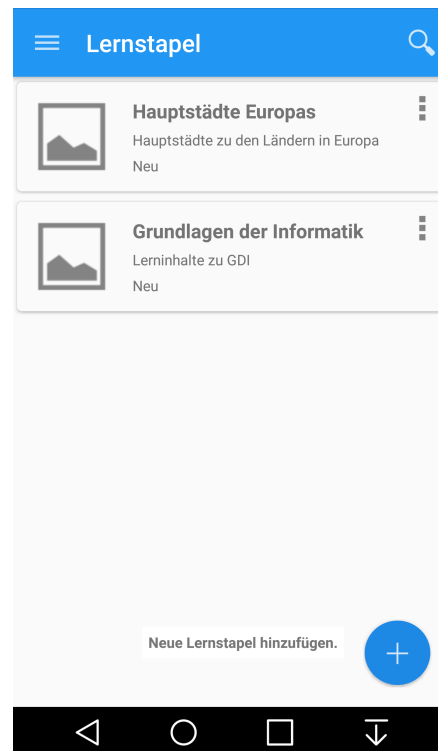 Lernstapel
Hauptstädte Europas
Hauptstädte zu den Ländern in Europa
Neu
Grundlagen der Informatik
Lerninhalte zu GDI
Neu
Neue Lernstapel hinzufügen.